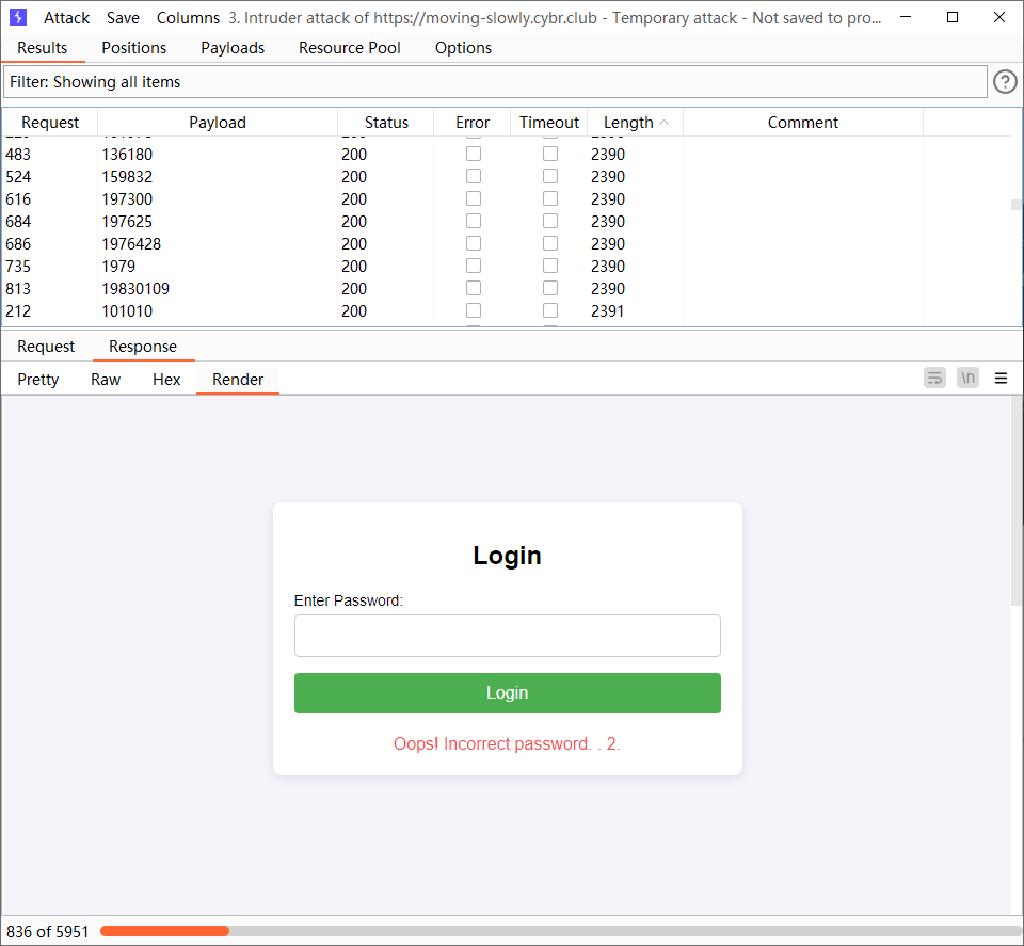 Attack Save Columns 3. Intruder attack of https://moving-slowly.cybr.club - Temporary attack - Not saved to pro...
Results Positions Payloads Resource Pool Options
Filter: Showing all items
?
Request Payload Status Error Timeout Length Comment
483 136180 200 2390
524 159832 200 2390
616 197300 200 2390
684 197625 200 2390
686 1976428 200 2390
735 1979 200 2390
813 19830109 200 2390
212 101010 200 2391
Request Response
Pretty Raw Hex Render \n
Login
Enter Password:
Login
Oops! Incorrect password. . 2.
836 of 5951